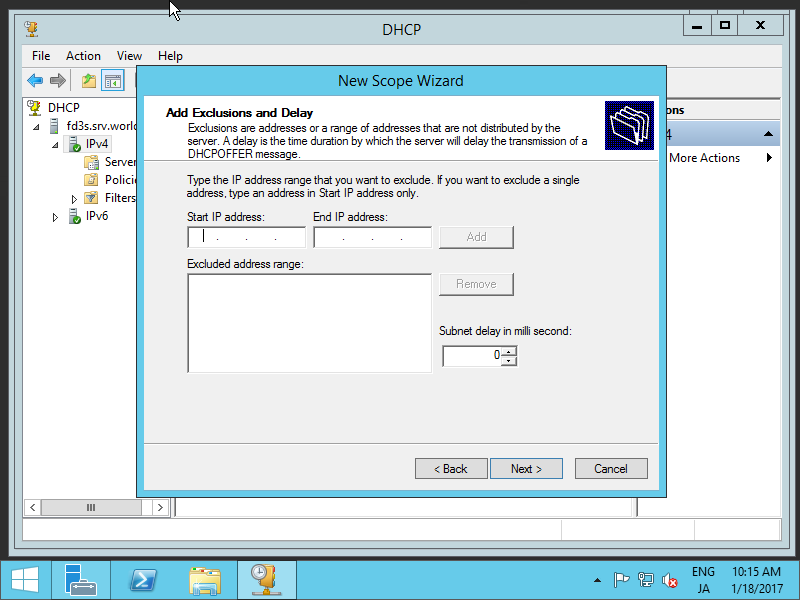 DHCP
File Action View Help
New Scope Wizard
DHCP
fd3s.srv.world
IPv4
Server
Policie
Filters
IPv6
Add Exclusions and Delay
Exclusions are addresses or a range of addresses that are not distributed by the
server. A delay is the time duration by which the server will delay the transmission of a
DHCPOFFER message.
Type the IP address range that you want to exclude. If you want to exclude a single
address, type an address in Start IP address only.
Start IP address: End IP address:
. . . . . . Add
Excluded address range:
Remove
Subnet delay in milli second:
0
< Back Next > Cancel
ons
4
More Actions
ENG 10:15 AM
JA 1/18/2017